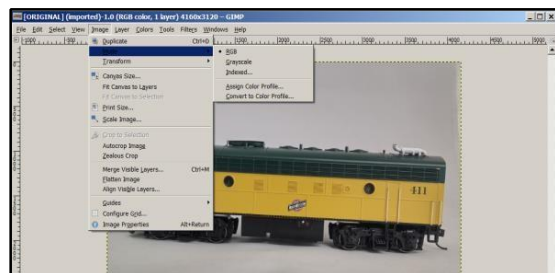 [ORIGINAL] (imported)-1.0 (RGB color, 1 layer) 4160x3120 – GIMP
File Edit Select View Image Layer Colors Tools Filters Windows Help
Duplicate Ctrl+D
Mode
RGB
Transform
Grayscale
Indexed...
Canvas Size...
Fit Canvas to Layers
Assign Color Profile...
Fit Canvas to Selection
Convert to Color Profile...
Print Size...
Scale Image...
Crop to Selection
Autocrop Image
Zealous Crop
Merge Visible Layers... Ctrl+M
Flatten Image
Align Visible Layers...
Guides
Configure Grid...
Image Properties Alt+Return
411